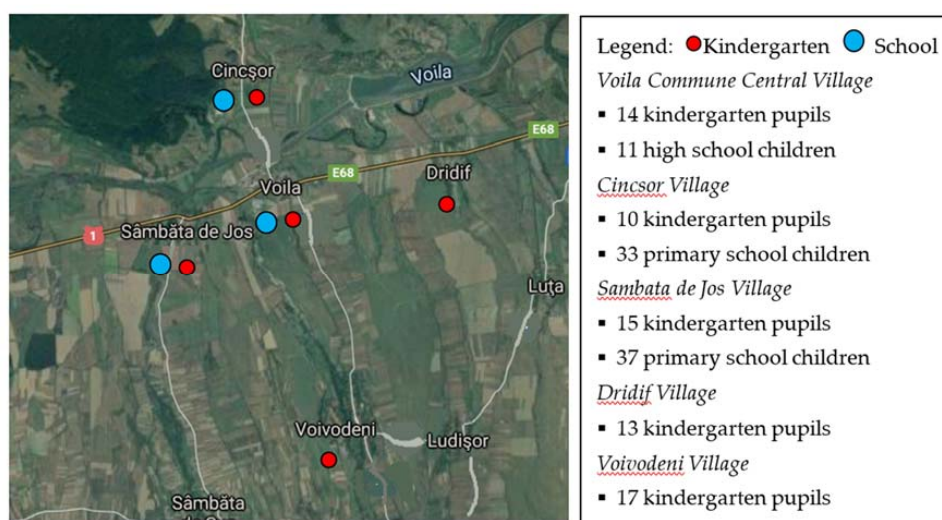 Cincşor
Voila
E68
E68
Dridif
Voila
1
Sâmbăta de Jos
Luţa
Voivodeni
Ludişor
Sâmbăta
Legend: Kindergarten School
Voila Commune Central Village
▪ 14 kindergarten pupils
▪ 11 high school children
Cincsor Village
▪ 10 kindergarten pupils
▪ 33 primary school children
Sambata de Jos Village
▪ 15 kindergarten pupils
▪ 37 primary school children
Dridif Village
▪ 13 kindergarten pupils
Voivodeni Village
▪ 17 kindergarten pupils